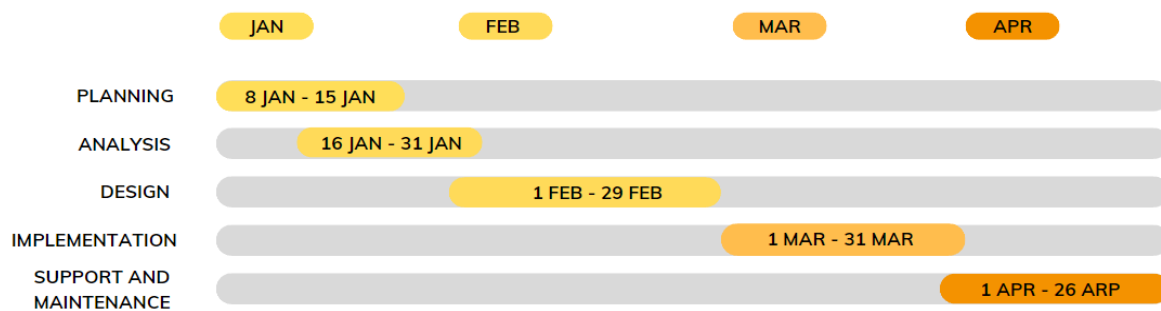 JAN FEB MAR APR
PLANNING 8 JAN - 15 JAN
ANALYSIS 16 JAN - 31 JAN
DESIGN 1 FEB - 29 FEB
IMPLEMENTATION 1 MAR - 31 MAR
SUPPORT AND
MAINTENANCE 1 APR - 26 ARP